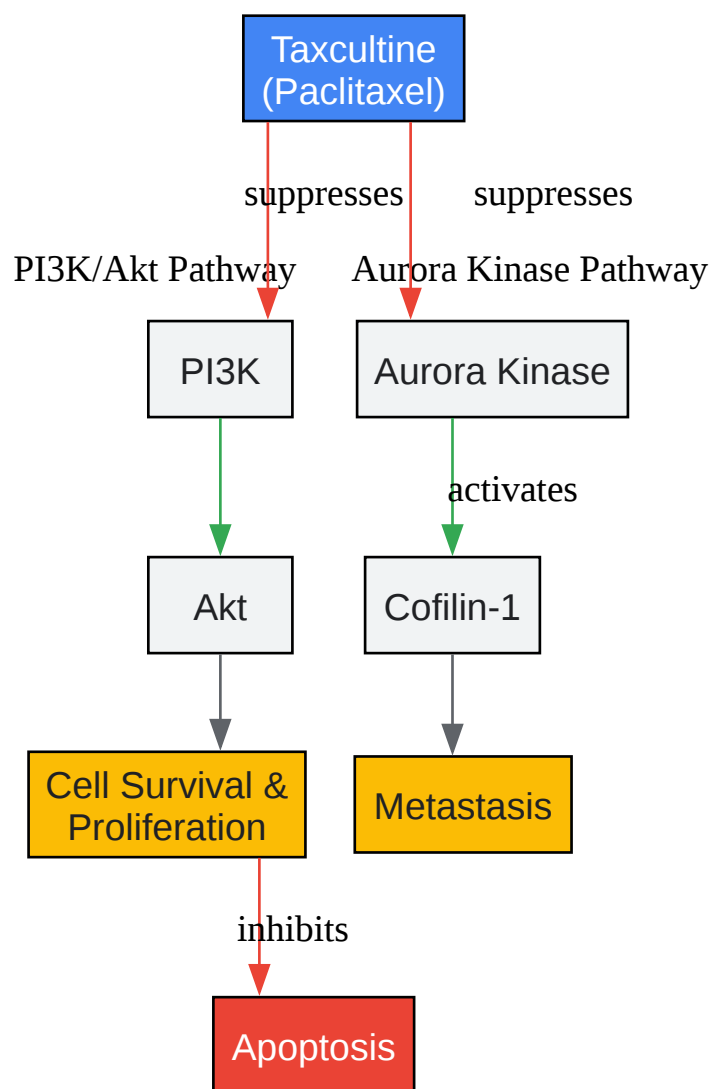 Taxcultine
(Paclitaxel)
suppresses
suppresses
PI3K/Akt Pathway
Aurora Kinase Pathway
PI3K
Aurora Kinase
activates
Akt
Cofilin-1
Cell Survival &
Proliferation
Metastasis
inhibits
Apoptosis